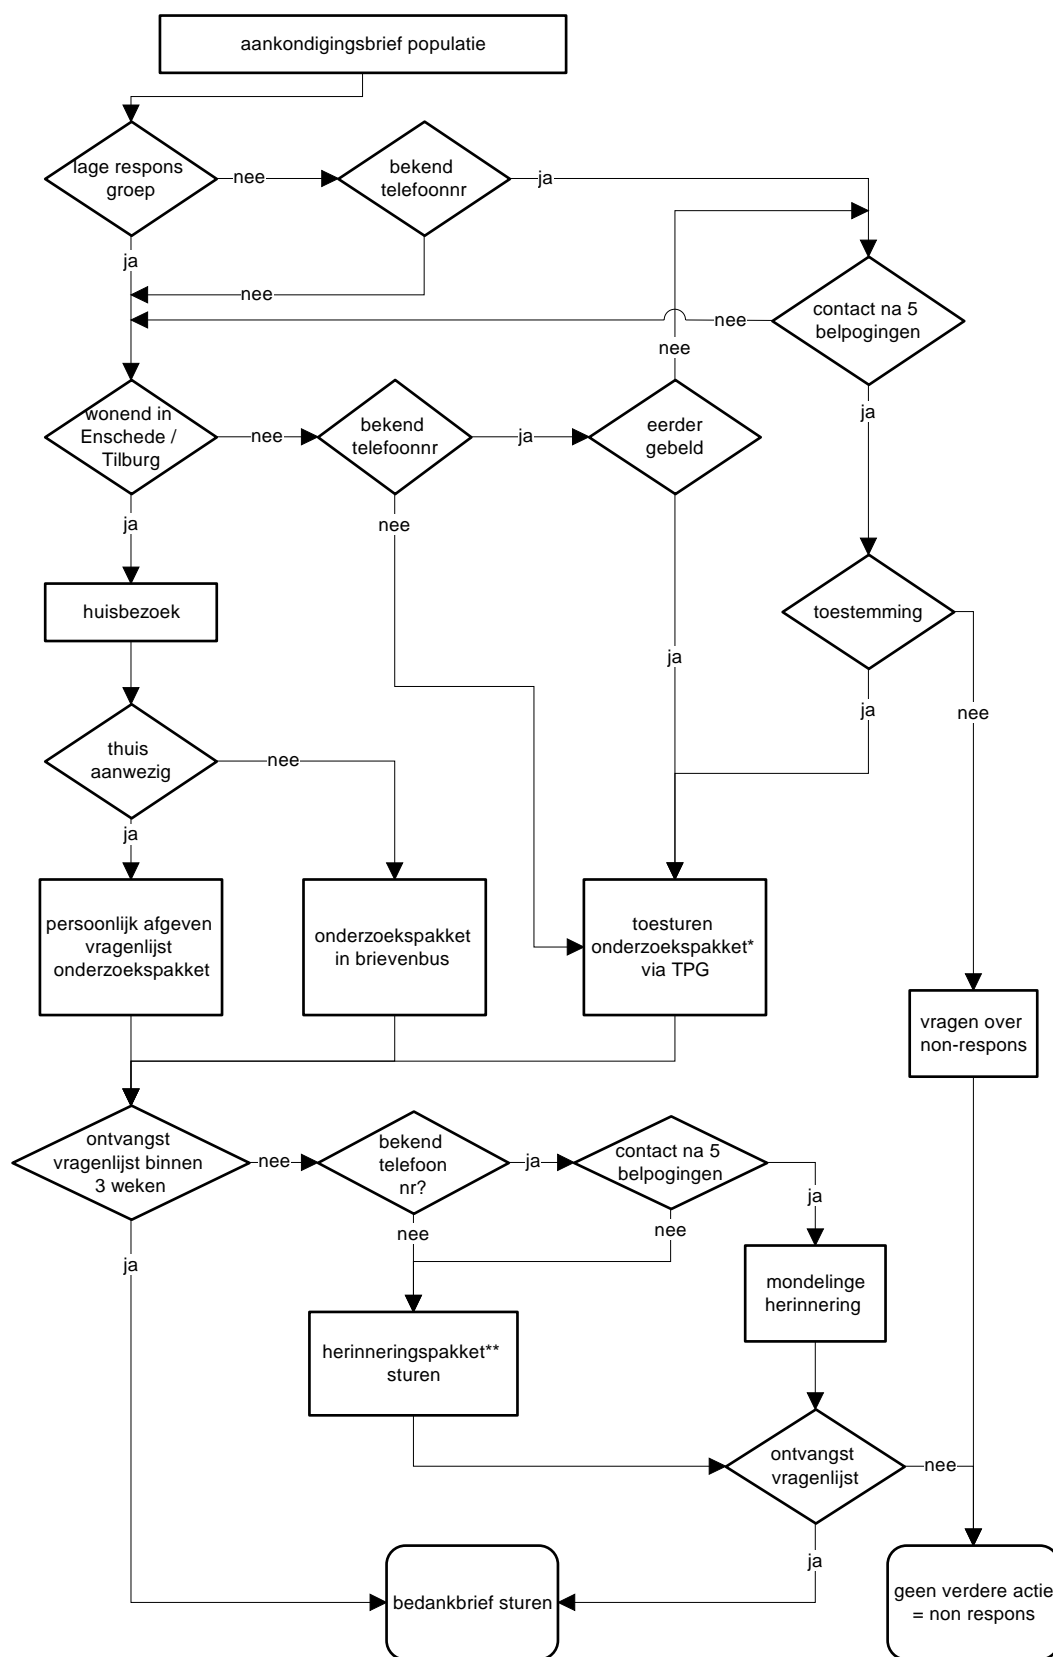 aankondigingsbrief populatie
lage respons
groep
nee
bekend
telefoonnr
ja
ja
nee
contact na 5
belpogingen
nee
nee
wonend in
Enschede /
Tilburg
nee
bekend
telefoonnr
ja
eerder
gebeld
ja
ja
nee
huisbezoek
toestemming
ja
ja
nee
thuis
aanwezig
nee
ja
persoonlijk afgeven
vragenlijst
onderzoekspakket
onderzoekspakket
in brievenbus
toesturen
onderzoekspakket*
via TPG
vragen over
non-respons
ontvangst
vragenlijst binnen
3 weken
nee
bekend
telefoon
nr?
ja
contact na 5
belpogingen
ja
nee
nee
ja
mondelinge
herinnering
herinneringspakket**
sturen
ontvangst
vragenlijst
nee
ja
bedankbrief sturen
geen verdere actie
= non respons